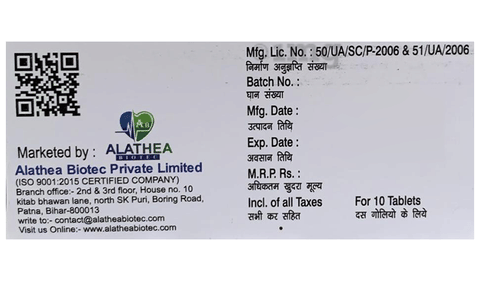 Marketed by :
ALATHEA
BIOTEC
Alathea Biotec Private Limited
(ISO 9001:2015 CERTIFIED COMPANY)
Branch office:- 2nd & 3rd floor, House no. 10
kitab bhawan lane, north SK Puri, Boring Road,
Patna, Bihar-800013
write to:- contact@alatheabiotec.com
Visit us Online:- www.alatheabiotec.com
Mfg. Lic. No. : 50/UA/SC/P-2006 & 51/UA/2006
निर्माण अनुज्ञप्ति संख्या
Batch No. :
घान संख्या
Mfg. Date :
उत्पादन तिथि
Exp. Date :
अवसान तिथि
M.R.P. Rs :
अधिकतम खुदरा मूल्य
Incl. of all Taxes
सभी कर सहित
For 10 Tablets
दस गोलियो के लिये